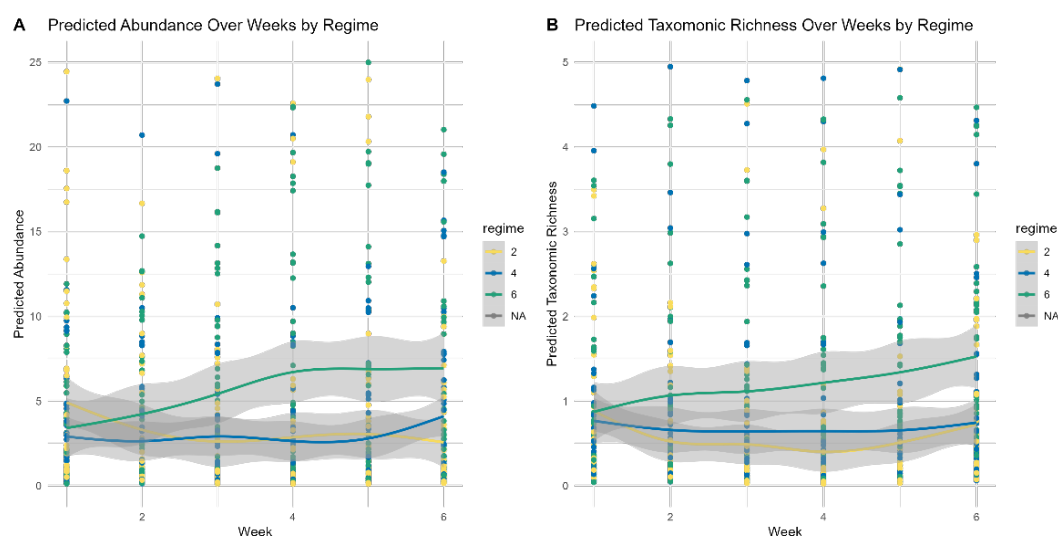 A Predicted Abundance Over Weeks by Regime
Predicted Abundance
25
20
15
10
5
0
2
4
6
Week
regime
2
4
6
NA
B Predicted Taxomonic Richness Over Weeks by Regime
Predicted Taxonomic Richness
5
4
3
2
1
0
2
4
6
Week
regime
2
4
6
NA